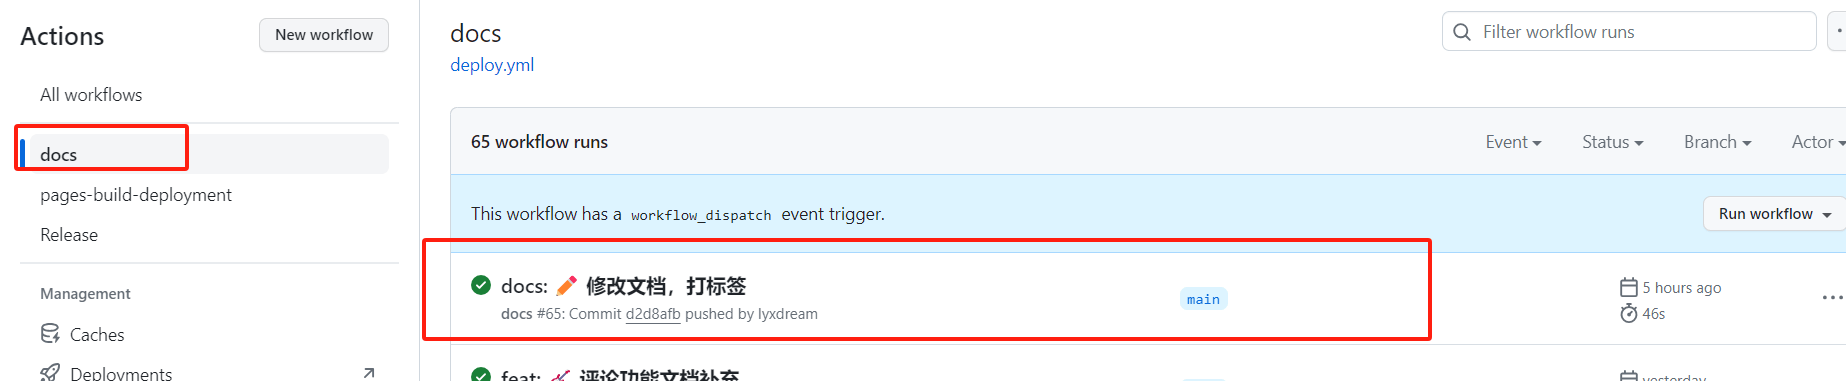 Actions
New workflow
All workflows
docs
pages-build-deployment
Release
Management
Caches
Deployments
docs
deploy.yml
Filter workflow runs
65 workflow runs
Event
Status
Branch
Actor
This workflow has a workflow_dispatch event trigger.
Run workflow
docs: 修改文档，打标签
docs #65: Commit d2d8afb pushed by lyxdream
main
5 hours ago
46s
feat: 评论功能文档补充
yesterday